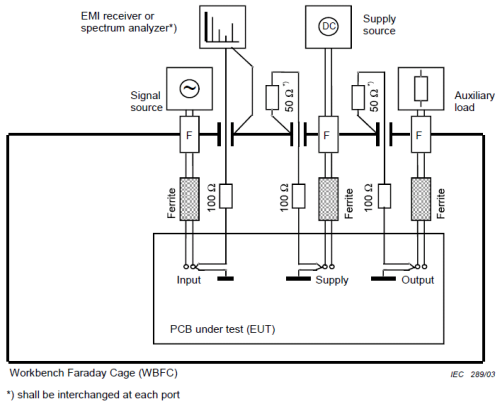 EMI receiver or
spectrum analyzer*)
Supply
source
DC
Signal
source
50 Ω *)
50 Ω *)
Auxiliary
load
F
F
F
Ferrite
100 Ω
100 Ω
Ferrite
100 Ω
Ferrite
Input
Supply
Output
PCB under test (EUT)
Workbench Faraday Cage (WBFC)
IEC 289/03
*) shall be interchanged at each port